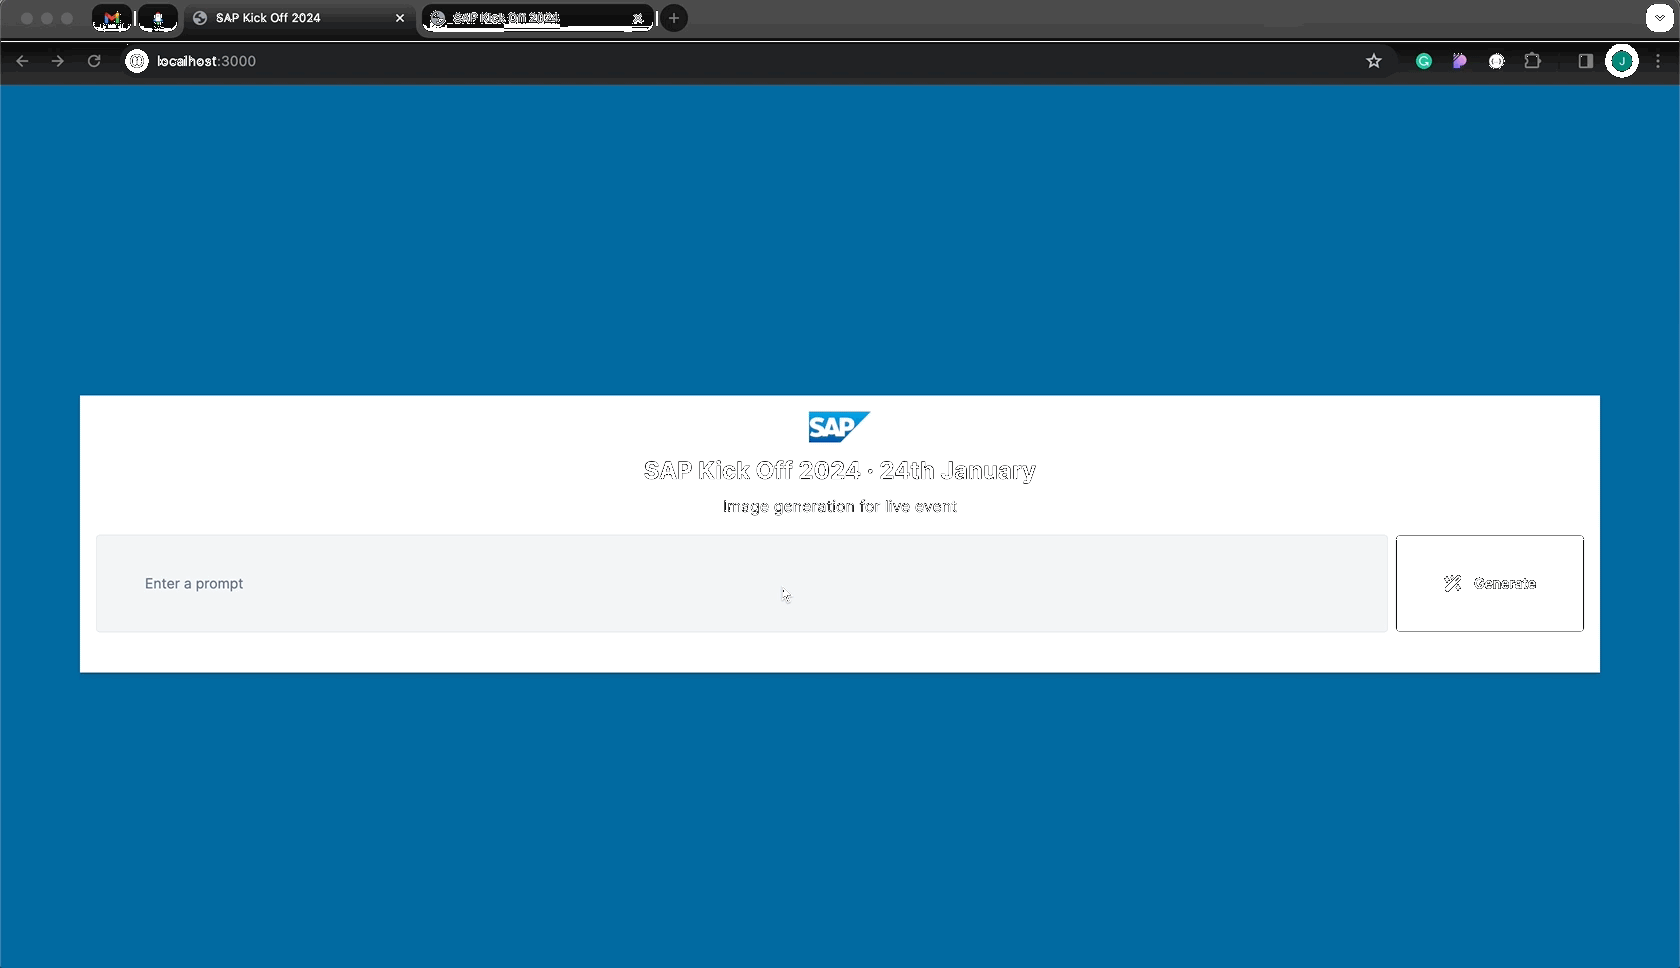 SAP Kick Off 2024
SAP Kick Off 2024
localhost:3000
J
SAP
SAP Kick Off 2024 · 24th January
Image generation for live event
Enter a prompt
Generate